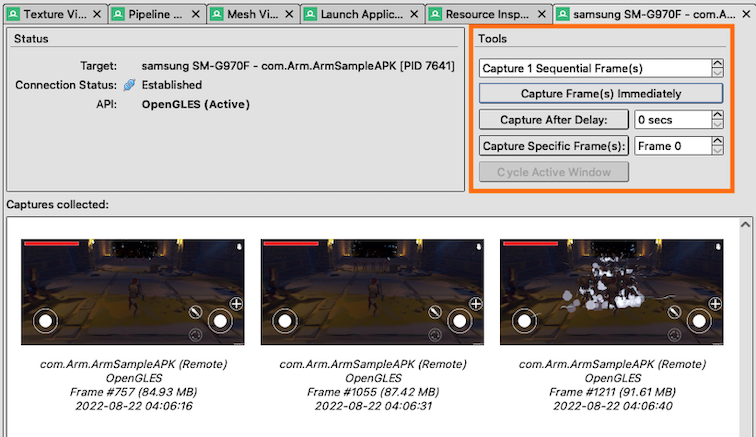 Texture Vi...
Pipeline ...
Mesh Vi...
Launch Applic...
Resource Insp...
samsung SM-G970F - com.A...
Status
Target: samsung SM-G970F - com.Arm.ArmSampleAPK [PID 7641]
Connection Status: Established
API: OpenGLES (Active)
Tools
Capture 1 Sequential Frame(s)
Capture Frame(s) Immediately
Capture After Delay: 0 secs
Capture Specific Frame(s): Frame 0
Cycle Active Window
Captures collected:
com.Arm.ArmSampleAPK (Remote)
OpenGLES
Frame #757 (84.93 MB)
2022-08-22 04:06:16
com.Arm.ArmSampleAPK (Remote)
OpenGLES
Frame #1055 (87.42 MB)
2022-08-22 04:06:31
com.Arm.ArmSampleAPK (Remote)
OpenGLES
Frame #1211 (91.61 MB)
2022-08-22 04:06:40